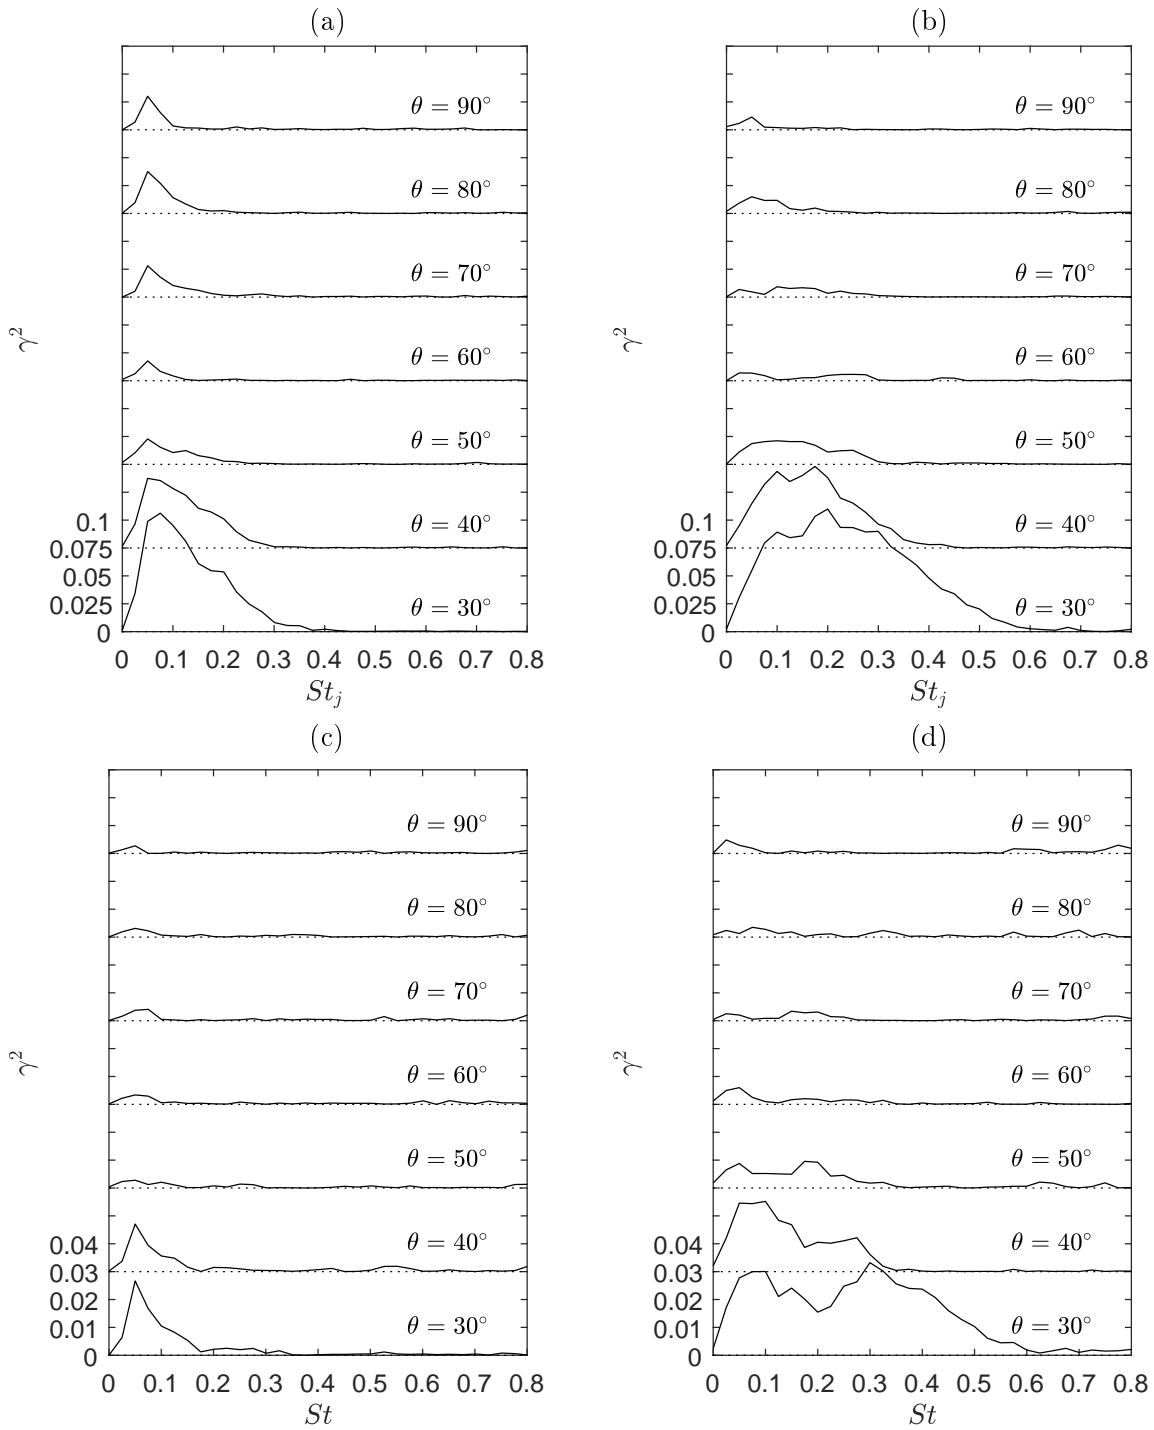 (a)
(b)
θ = 90°
θ = 90°
θ = 80°
θ = 80°
θ = 70°
θ = 70°
γ²
γ²
θ = 60°
θ = 60°
θ = 50°
θ = 50°
0.1
θ = 40°
0.1
θ = 40°
0.075
0.075
0.05
0.05
0.025
θ = 30°
0.025
θ = 30°
0
0
0 0.1 0.2 0.3 0.4 0.5 0.6 0.7 0.8
0 0.1 0.2 0.3 0.4 0.5 0.6 0.7 0.8
Stⱼ
Stⱼ
(c)
(d)
θ = 90°
θ = 90°
θ = 80°
θ = 80°
θ = 70°
θ = 70°
γ²
γ²
θ = 60°
θ = 60°
θ = 50°
θ = 50°
0.04
θ = 40°
0.04
θ = 40°
0.03
0.03
0.02
0.02
0.01
θ = 30°
0.01
θ = 30°
0
0
0 0.1 0.2 0.3 0.4 0.5 0.6 0.7 0.8
0 0.1 0.2 0.3 0.4 0.5 0.6 0.7 0.8
St
St